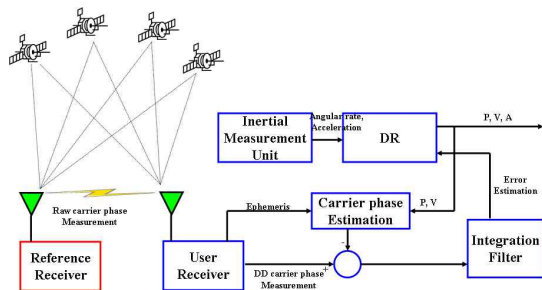 Inertial
Measurement
Unit
Angular rate,
Acceleration
DR
P, V, A
Error
Estimation
Raw carrier phase
Measurement
Ephemeris
Carrier phase
Estimation
P, V
Reference
Receiver
User
Receiver
DD carrier phase
Measurement
+
-
Integration
Filter